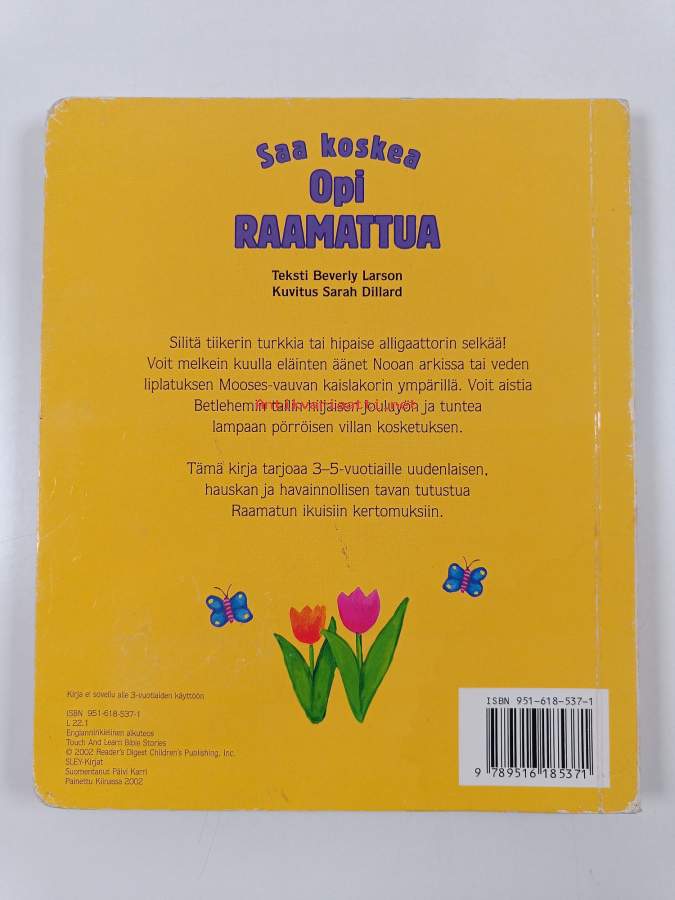 Saa koskea
Opi
RAAMATTUA
Teksti Beverly Larson
Kuvitus Sarah Dillard
Silitä tiikerin turkkia tai hipaise alligaattorin selkää!
Voit melkein kuulla eläinten äänet Nooan arkissa tai veden
liplatuksen Mooses-vauvan kaislakorin ympärillä. Voit aistia
Betlehemin tallin hiljaisen jouluyön ja tuntea
lampaan pörröisen villan kosketuksen.
Tämä kirja tarjoaa 3–5-vuotiaille uudenlaisen,
hauskan ja havainnollisen tavan tutustua
Raamatun ikuisiin kertomuksiin.
Kirja ei sovellu alle 3-vuotiaiden käyttöön
ISBN 951-618-537-1
L 22.1
Englanninkielinen alkuteos
Touch And Learn Bible Stories
© 2002 Reader's Digest Children's Publishing, Inc.
SLEY-Kirjat
Suomentanut Päivi Karri
Painettu Kiinassa 2002
ISBN 951-618-537-1
9 789516 185371